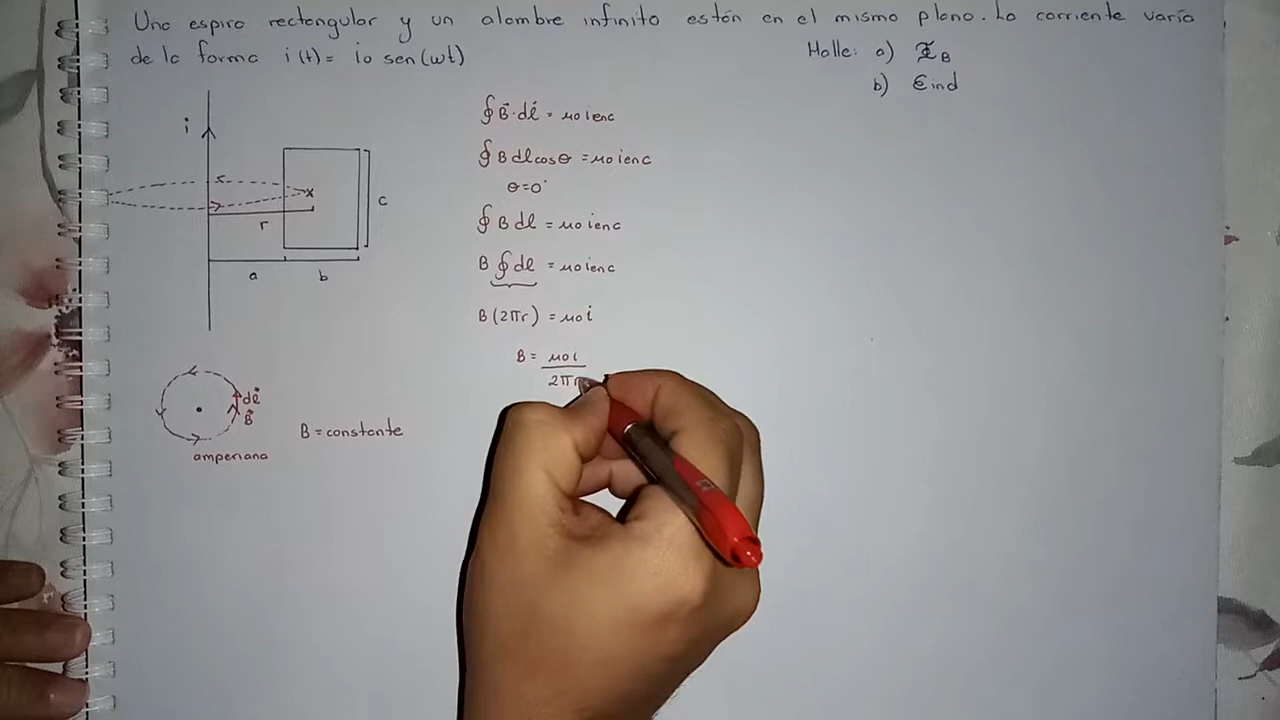 Una espira rectangular y un alambre infinito están en el mismo plano. La corriente varía
de la forma i(t) = io sen(wt)
Halle: a) ΦB
b) Ɛind
i
x
r
c
a
b
∮B⃗·dl⃗ = μo ienc
∮B dl cosθ = μo ienc
θ=0°
∮B dl = μo ienc
B∮dl = μo ienc
B(2πr) = μo i
B = μo i
2πr
dl⃗
B⃗
B = constante
amperiana